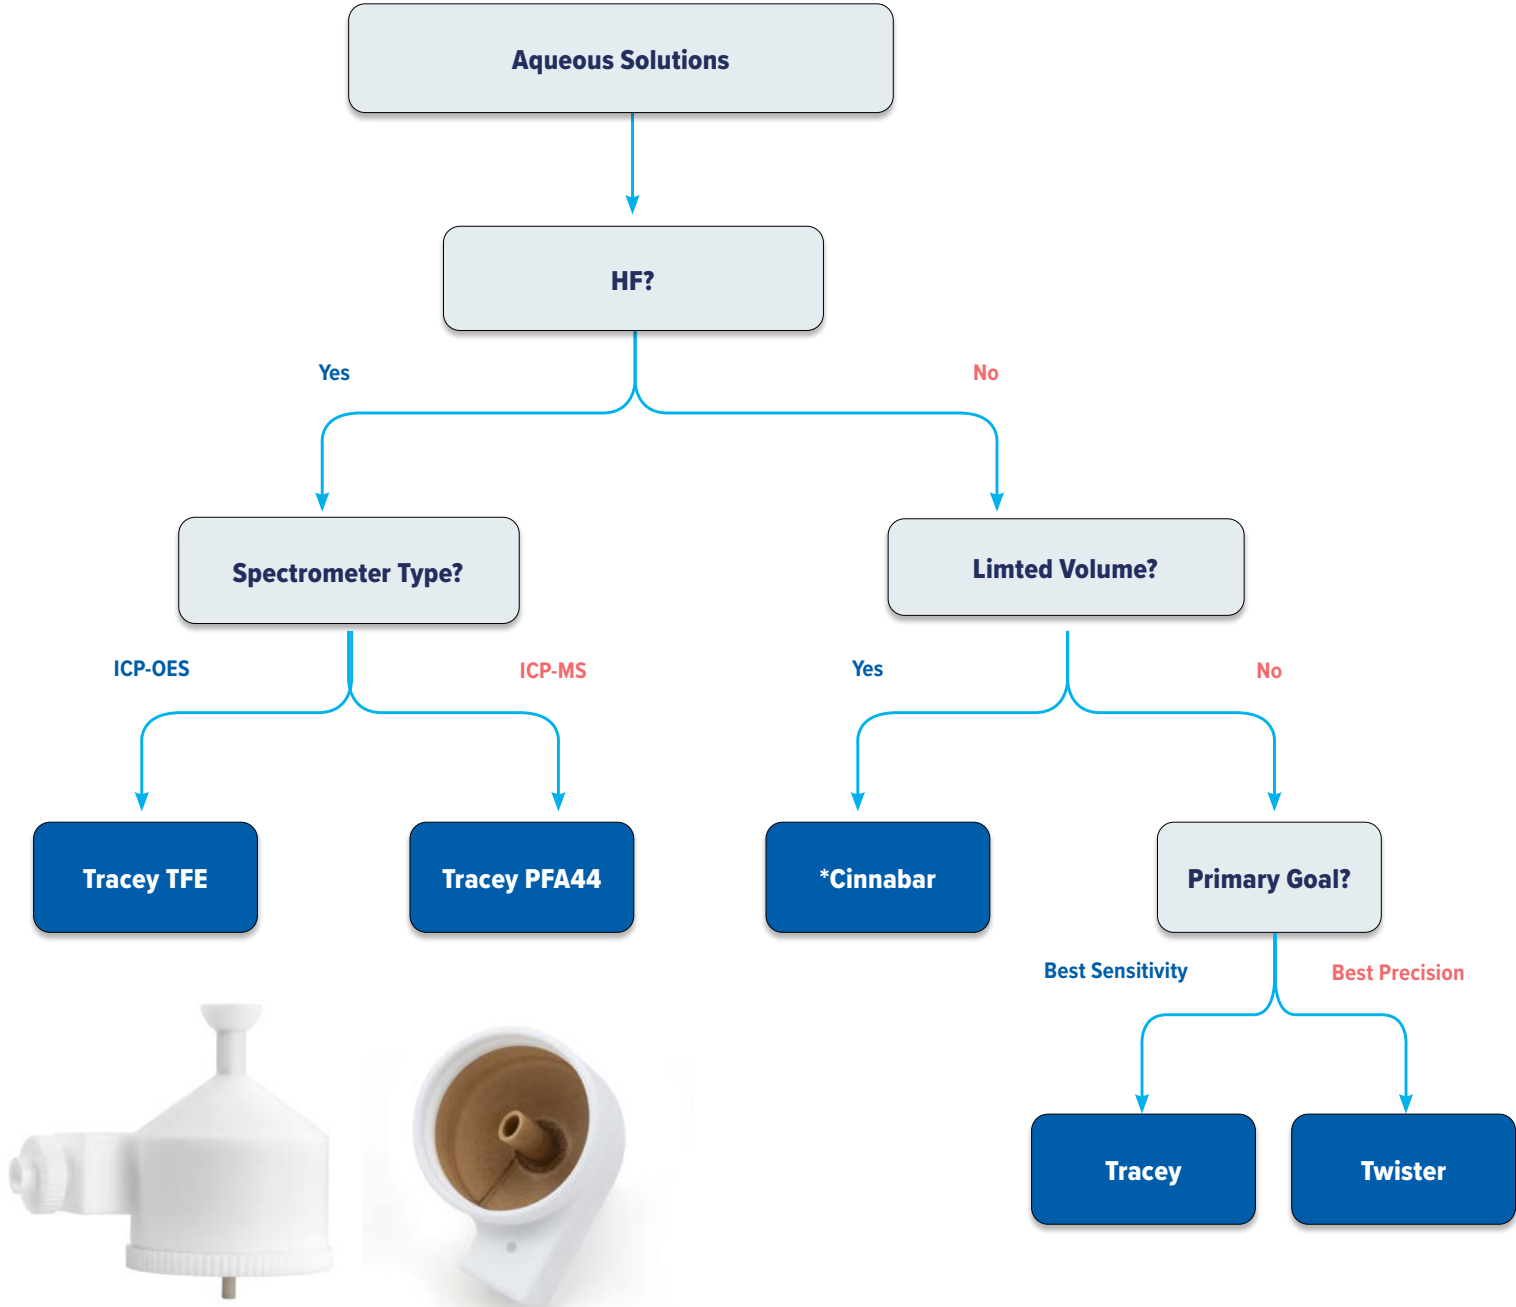 Aqueous Solutions
HF?
Yes
No
Spectrometer Type?
Limted Volume?
ICP-OES
ICP-MS
Yes
No
Tracey TFE
Tracey PFA44
*Cinnabar
Primary Goal?
Best Sensitivity
Best Precision
Tracey
Twister